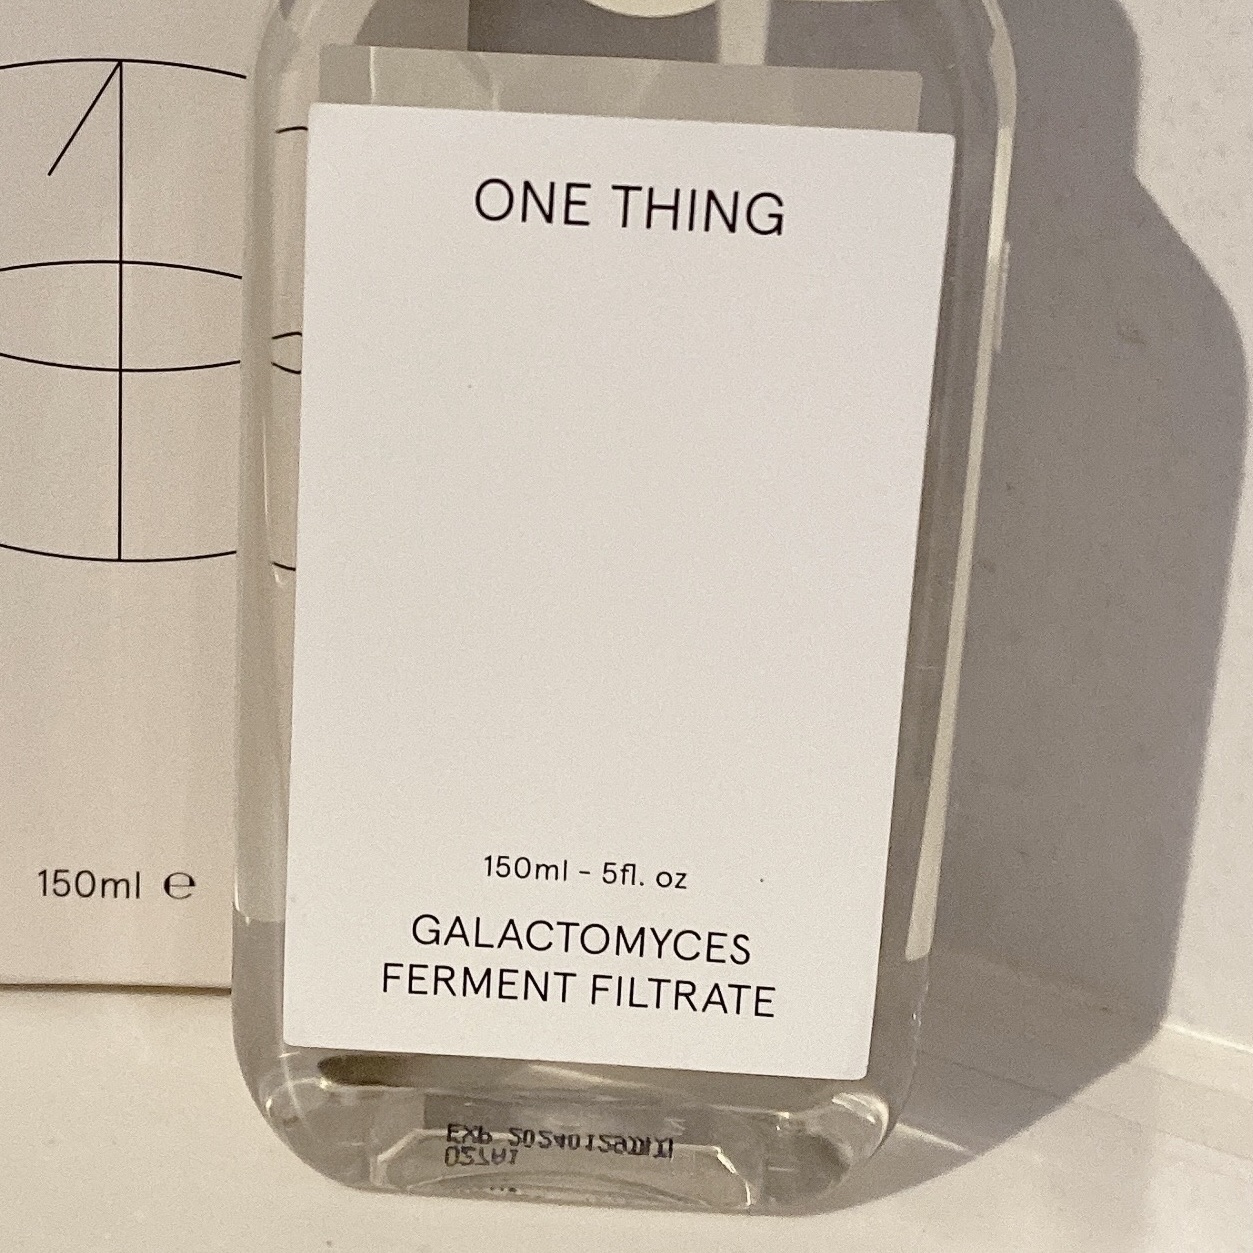 ONE THING
150ml - 5fl. oz
GALACTOMYCES
FERMENT FILTRATE
150ml ℮